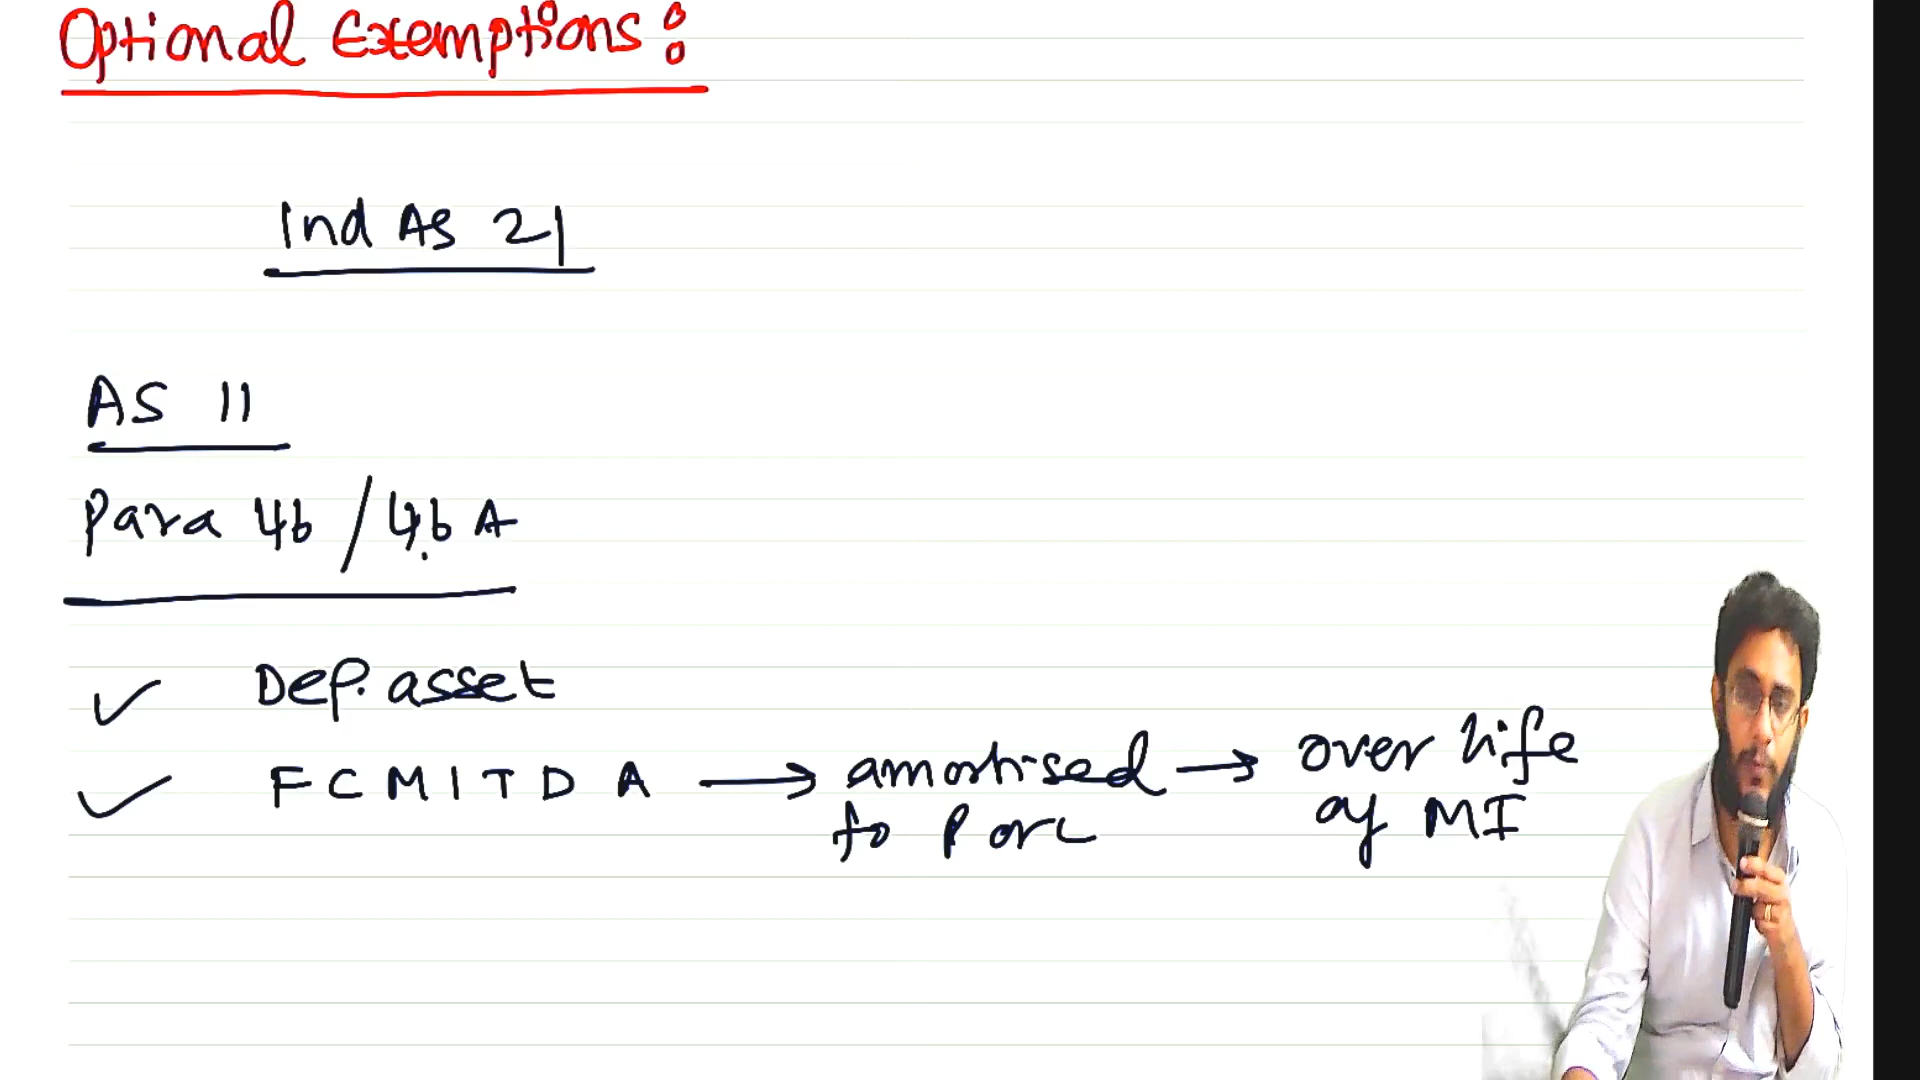 Optional Exemptions:
Ind AS 21
AS 11
Para 46 / 46 A
Dep. asset
FCMITDA → amortised → over life
to P or L of MI